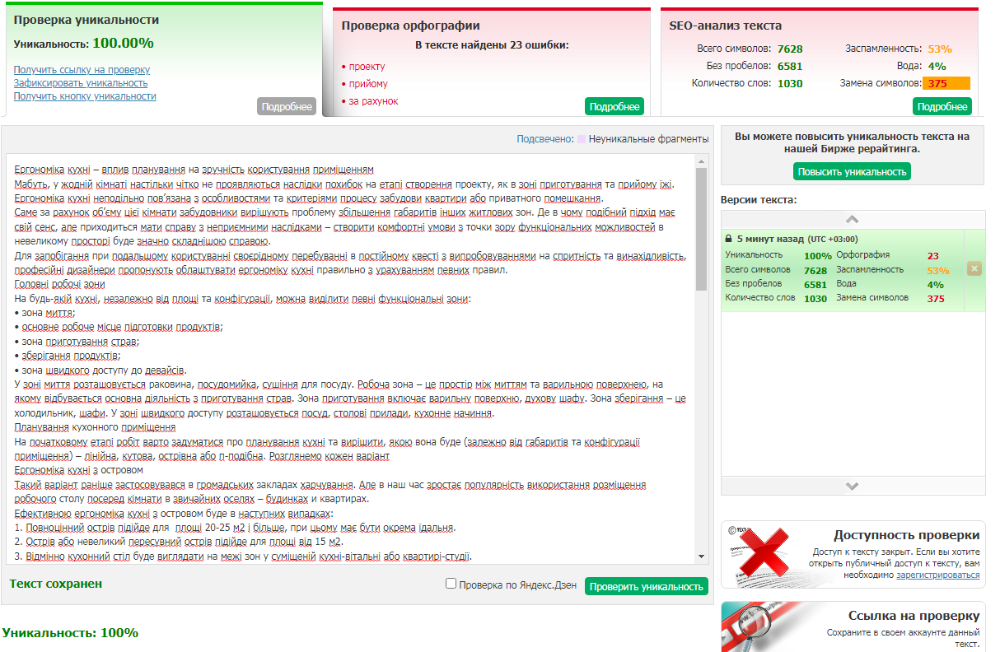 Проверка уникальности
Уникальность: 100.00%
Получить ссылку на проверку
Зафиксировать уникальность
Получить кнопку уникальности
Подробнее
Проверка орфографии
В тексте найдены 23 ошибки:
• проекту
• прийому
• за рахунок
Подробнее
SEO-анализ текста
Всего символов: 7628
Заспамленность: 53%
Без пробелов: 6581
Вода: 4%
Количество слов: 1030
Замена символов: 375
Подробнее
Подсвечено: Неуникальные фрагменты
Ергономіка кухні – вплив планування на зручність користування приміщенням
Мабуть, у жодній кімнаті настільки чітко не проявляються наслідки похибок на етапі створення проекту, як в зоні приготування та прийому їжі.
Ергономіка кухні неподільно пов’язана з особливостями та критеріями процесу забудови квартири або приватного помешкання.
Саме за рахунок об’єму цієї кімнати забудовники вирішують проблему збільшення габаритів інших житлових зон. Де в чому подібний підхід має
свій сенс, але приходиться мати справу з неприємними наслідками – створити комфортні умови з точки зору функціональних можливостей в
невеликому просторі буде значно складнішою справою.
Для запобігання при подальшому користуванні своєрідному перебуванні в постійному квесті з випробовуваннями на спритність та винахідливість,
професійні дизайнери пропонують облаштувати ергономіку кухні правильно з урахуванням певних правил.
Головні робочі зони
На будь-якій кухні, незалежно від площі та конфігурації, можна виділити певні функціональні зони:
• зона миття;
• основне робоче місце підготовки продуктів;
• зона приготування страв;
• зберігання продуктів;
• зона швидкого доступу до девайсів.
У зоні миття розташовується раковина, посудомийка, сушіння для посуду. Робоча зона – це простір між миттям та варильною поверхнею, на
якому відбувається основна діяльність з приготування страв. Зона приготування включає варильну поверхню, духову шафу. Зона зберігання – це
холодильник, шафи. У зоні швидкого доступу розташовується посуд, столові прилади, кухонне начиння.
Планування кухонного приміщення
На початковому етапі робіт варто задуматися про планування кухні та вирішити, якою вона буде (залежно від габаритів та конфігурації
приміщення) – лінійна, кутова, острівна або п-подібна. Розглянемо кожен варіант
Ергономіка кухні з островом
Такий варіант раніше застосовувався в громадських закладах харчування. Але в наш час зростає популярність використання розміщення
робочого столу посеред кімнати в звичайних оселях – будинках и квартирах.
Ефективною ергономіка кухні з островом буде в наступних випадках:
1. Повноцінний острів підійде для  площі 20-25 м2 і більше, при цьому має бути окрема їдальня.
2. Острів або невеликий пересувний острів підійде для площі від 15 м2.
3. Відмінно кухонний стіл буде виглядати на межі зон у суміщеній кухні-вітальні або квартирі-студії.
Текст сохранен
Проверка по Яндекс.Дзен
Проверить уникальность
Уникальность: 100%
Вы можете повысить уникальность текста на
нашей Бирже рерайтинга.
Повысить уникальность
Версии текста:
5 минут назад (UTC +03:00)
Уникальность 100% Орфография 23
Всего символов 7628 Заспамленность 53%
Без пробелов 6581 Вода 4%
Количество слов 1030 Замена символов 375
Доступность проверки
Доступ к тексту закрыт. Если вы хотите
открыть публичный доступ к тексту, вам
необходимо зарегистрироваться
Ссылка на проверку
Сохраните в своем аккаунте данный
текст.